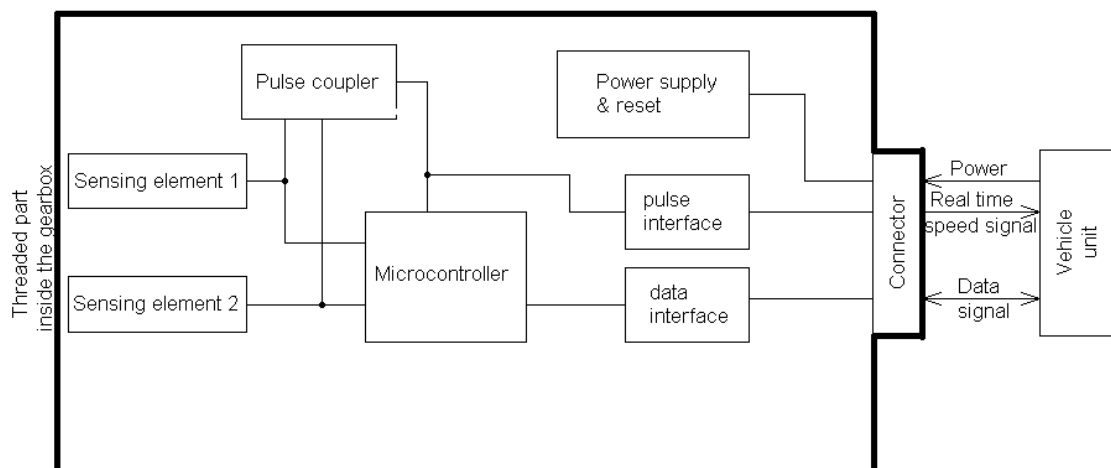 Threaded part
inside the gearbox
Pulse coupler
Sensing element 1
Sensing element 2
Microcontroller
Power supply
& reset
pulse
interface
data
interface
Connector
Power
Real time
speed signal
Data
signal
Vehicle
unit